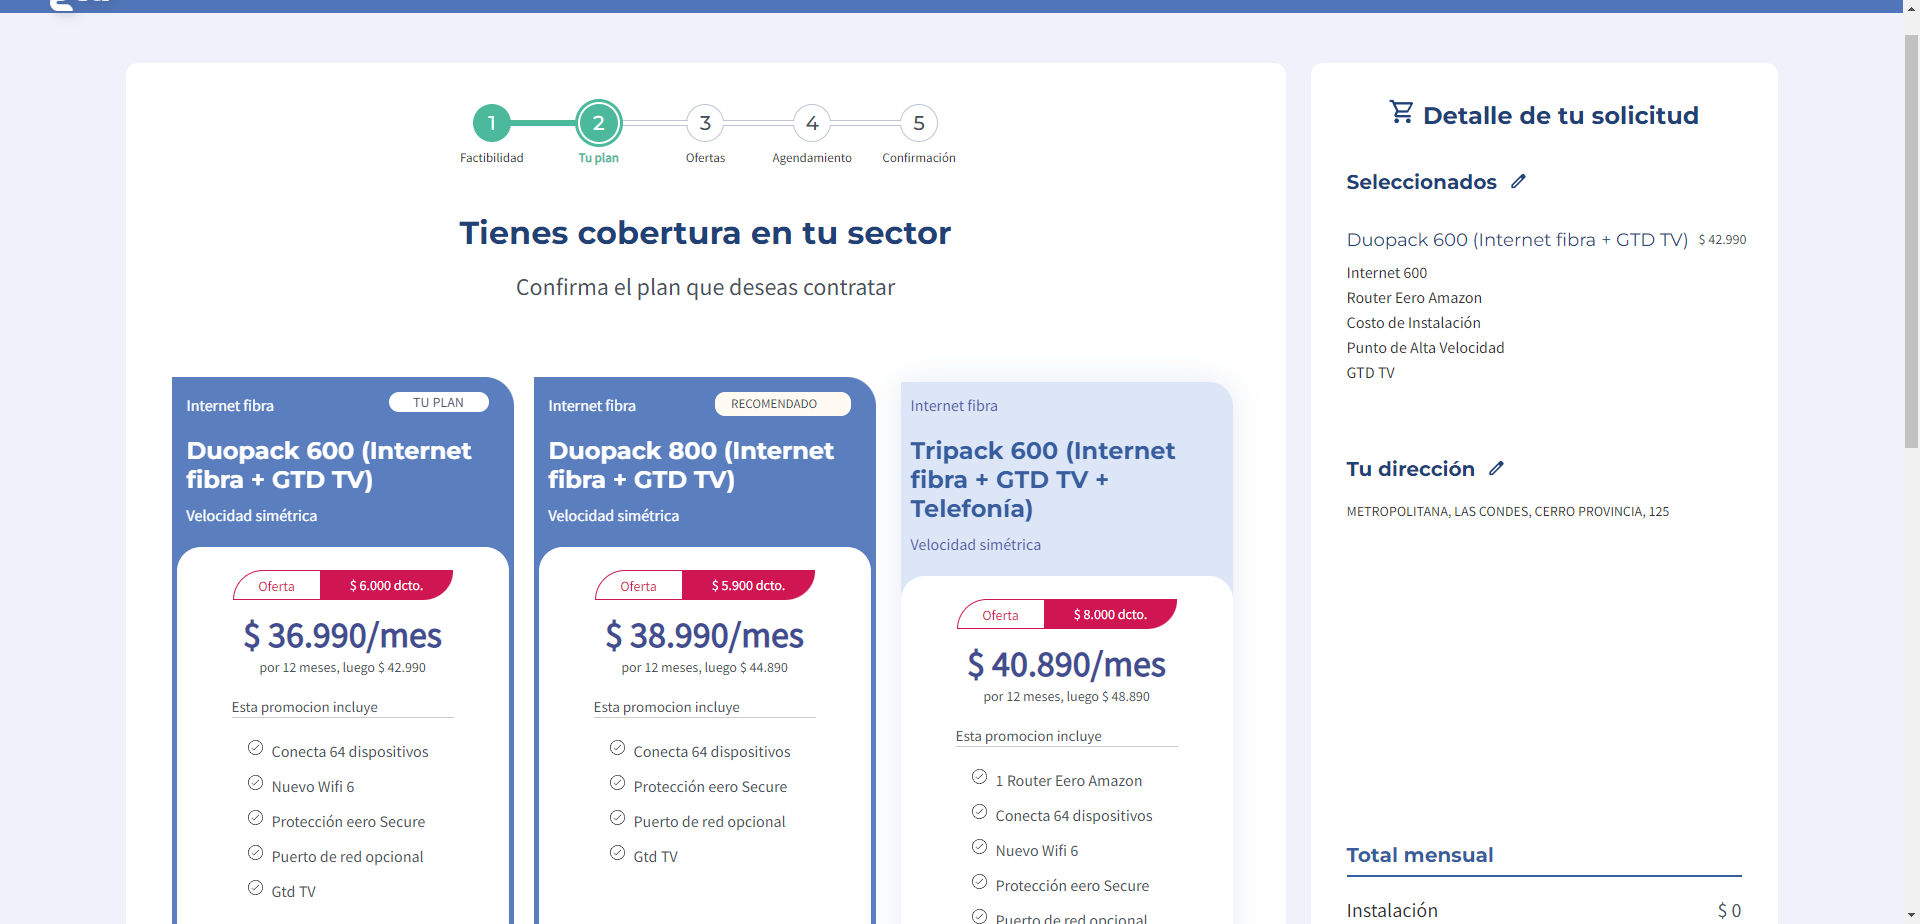 1
2
3
4
5
Factibilidad
Tu plan
Ofertas
Agendamiento
Confirmación
Tienes cobertura en tu sector
Confirma el plan que deseas contratar
Internet fibra
TU PLAN
Duopack 600 (Internet
fibra + GTD TV)
Velocidad simétrica
Oferta
$ 6.000 dcto.
$ 36.990/mes
por 12 meses, luego $ 42.990
Esta promocion incluye
Conecta 64 dispositivos
Nuevo Wifi 6
Protección eero Secure
Puerto de red opcional
Gtd TV
Internet fibra
RECOMENDADO
Duopack 800 (Internet
fibra + GTD TV)
Velocidad simétrica
Oferta
$ 5.900 dcto.
$ 38.990/mes
por 12 meses, luego $ 44.890
Esta promocion incluye
Conecta 64 dispositivos
Protección eero Secure
Puerto de red opcional
Gtd TV
Internet fibra
Tripack 600 (Internet
fibra + GTD TV +
Telefonía)
Velocidad simétrica
Oferta
$ 8.000 dcto.
$ 40.890/mes
por 12 meses, luego $ 48.890
Esta promocion incluye
1 Router Eero Amazon
Conecta 64 dispositivos
Nuevo Wifi 6
Protección eero Secure
Puerto de red opcional
Detalle de tu solicitud
Seleccionados
Duopack 600 (Internet fibra + GTD TV) $ 42.990
Internet 600
Router Eero Amazon
Costo de Instalación
Punto de Alta Velocidad
GTD TV
Tu dirección
METROPOLITANA, LAS CONDES, CERRO PROVINCIA, 125
Total mensual
Instalación $ 0